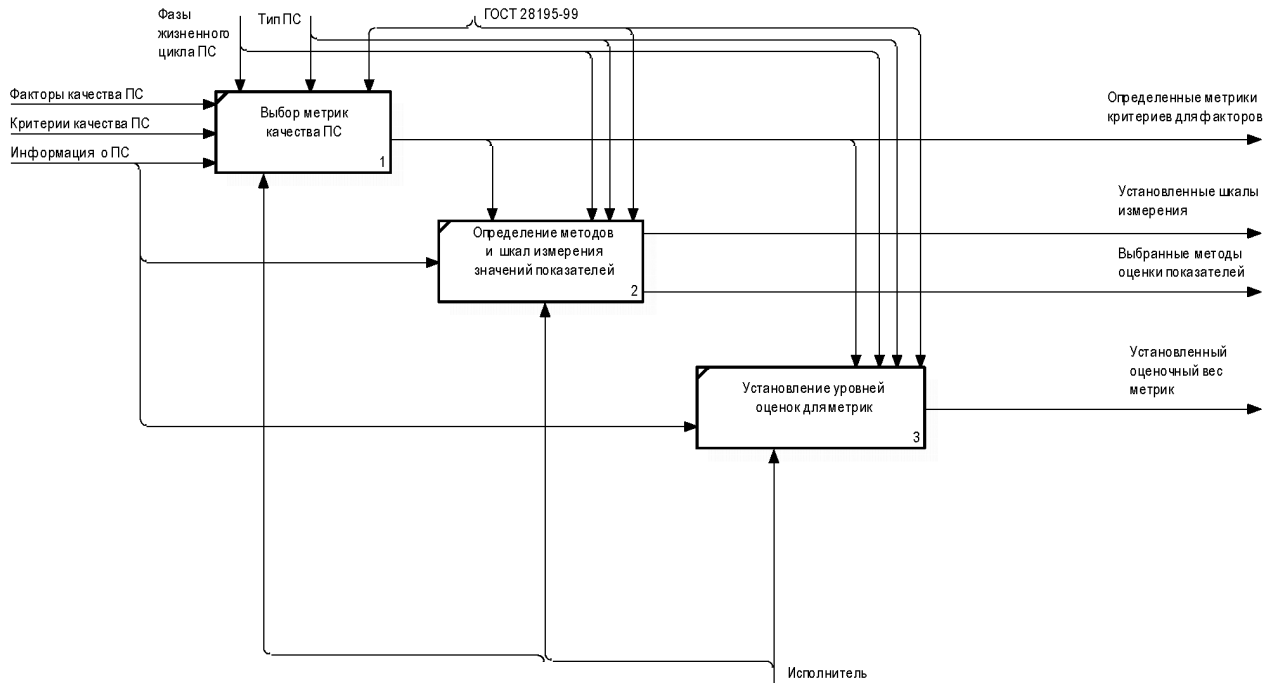 Фазы
жизненного
цикла ПС
Тип ПС
ГОСТ 28195-99
Факторы качества ПС
Критерии качества ПС
Информация о ПС
Выбор метрик
качества ПС
1
Определенные метрики
критериев для факторов
Установленные шкалы
измерения
Определение методов
и шкал измерения
значений показателей
2
Выбранные методы
оценки показателей
Установленный
оценочный вес
метрик
Установление уровней
оценок для метрик
3
Исполнитель